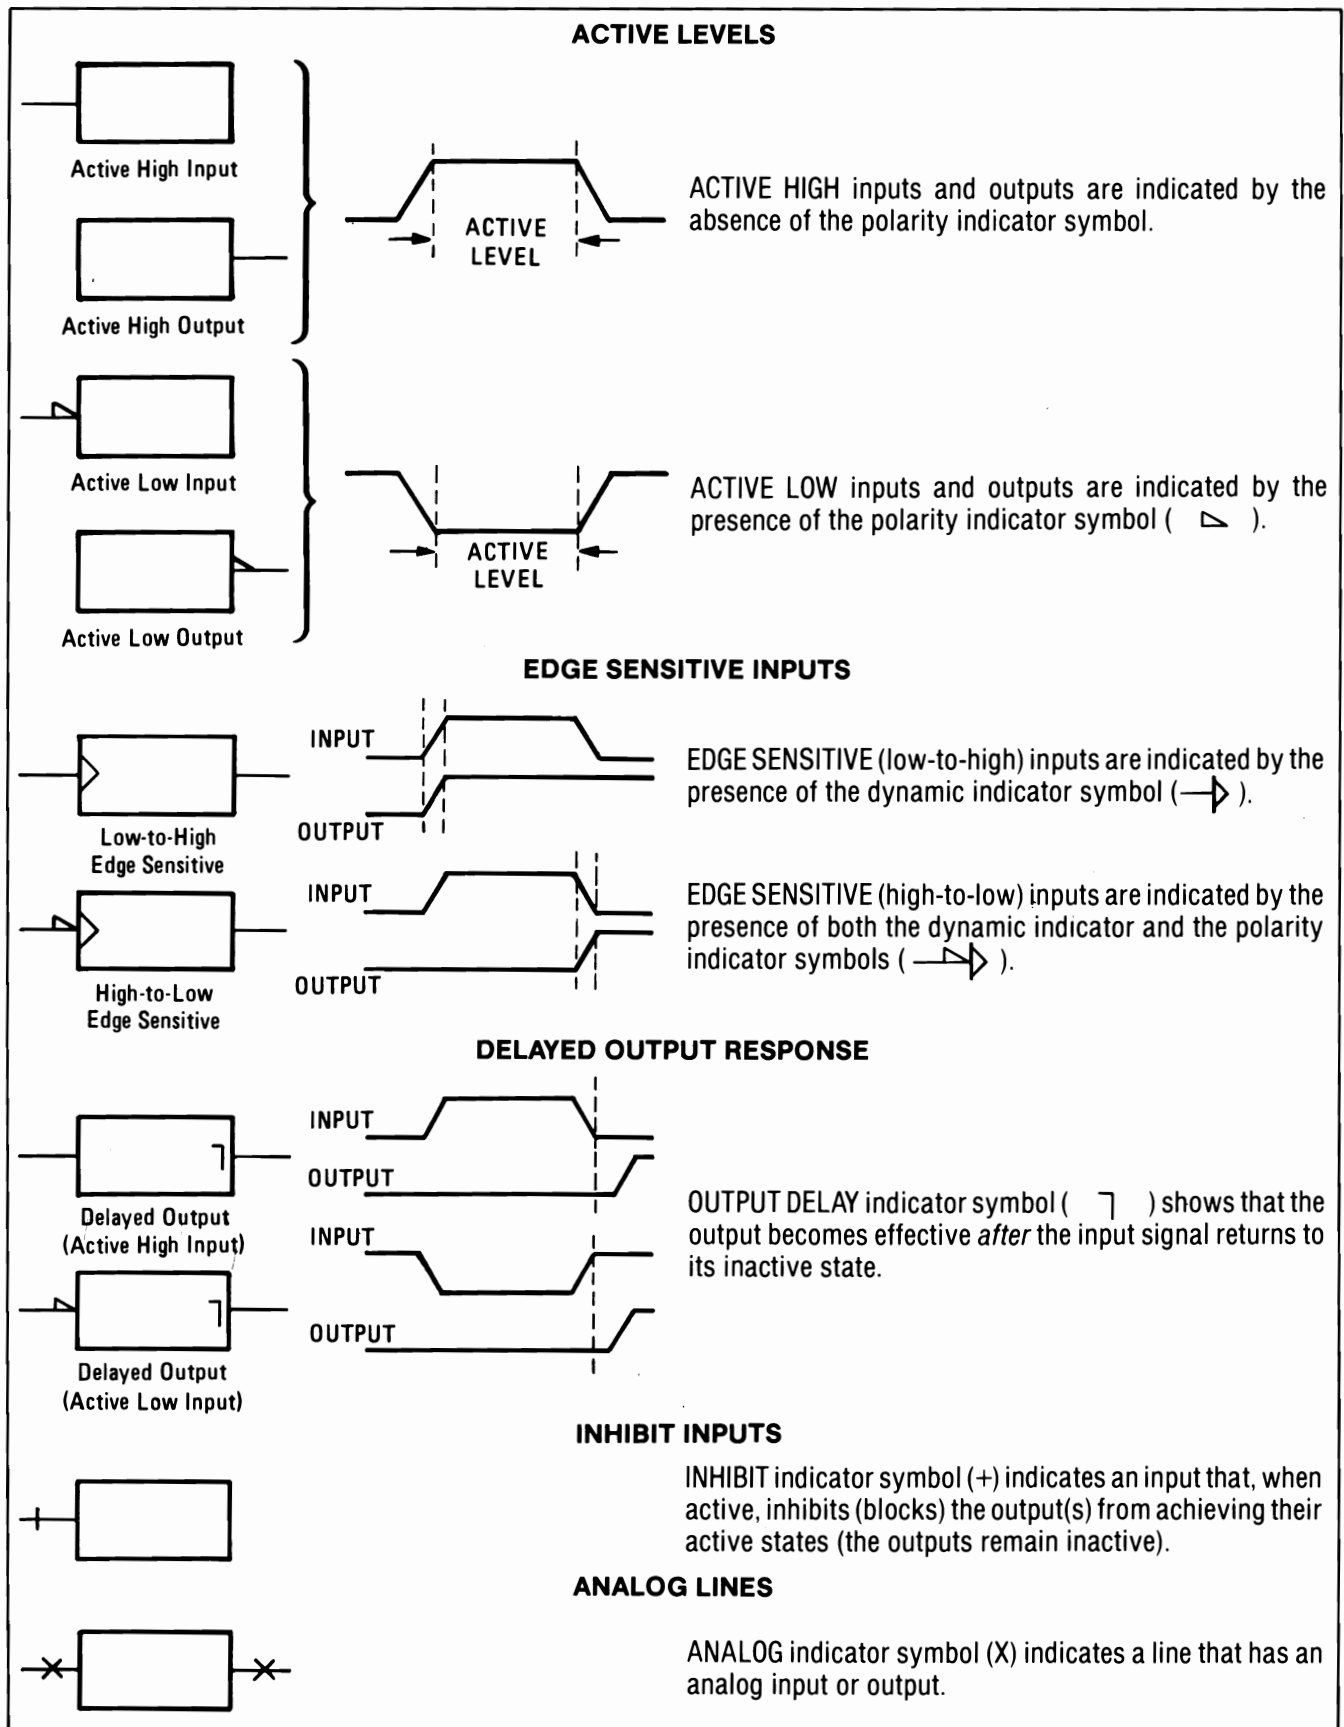 ACTIVE LEVELS
Active High Input
Active High Output
ACTIVE
LEVEL
ACTIVE HIGH inputs and outputs are indicated by the
absence of the polarity indicator symbol.
Active Low Input
Active Low Output
ACTIVE
LEVEL
ACTIVE LOW inputs and outputs are indicated by the
presence of the polarity indicator symbol ( ).
EDGE SENSITIVE INPUTS
Low-to-High
Edge Sensitive
INPUT
OUTPUT
EDGE SENSITIVE (low-to-high) inputs are indicated by the
presence of the dynamic indicator symbol ( ).
High-to-Low
Edge Sensitive
INPUT
OUTPUT
EDGE SENSITIVE (high-to-low) inputs are indicated by the
presence of both the dynamic indicator and the polarity
indicator symbols ( ).
DELAYED OUTPUT RESPONSE
Delayed Output
(Active High Input)
INPUT
OUTPUT
Delayed Output
(Active Low Input)
INPUT
OUTPUT
OUTPUT DELAY indicator symbol ( ㄱ ) shows that the
output becomes effective after the input signal returns to
its inactive state.
INHIBIT INPUTS
INHIBIT indicator symbol (+) indicates an input that, when
active, inhibits (blocks) the output(s) from achieving their
active states (the outputs remain inactive).
ANALOG LINES
ANALOG indicator symbol (X) indicates a line that has an
analog input or output.